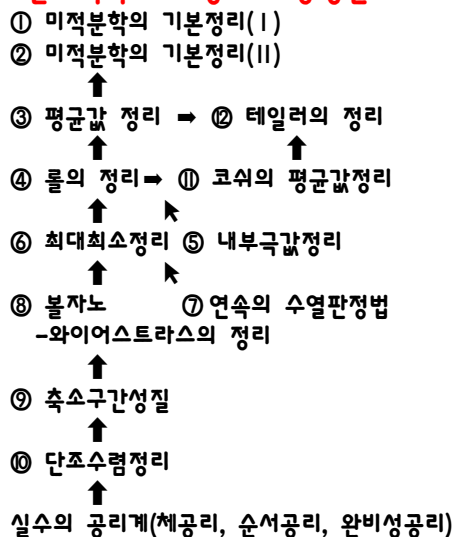 ① 미적분학의 기본정리(I)
② 미적분학의 기본정리(II)
③ 평균값 정리 ➡ ⑫ 테일러의 정리
④ 롤의 정리➡ ⑪ 코쉬의 평균값정리
⑥ 최대최소정리 ⑤ 내부극값정리
⑧ 볼자노 ⑦연속의 수열판정법
-와이어스트라스의 정리
⑨ 축소구간성질
⑩ 단조수렴정리
실수의 공리계(체공리, 순서공리, 완비성공리)